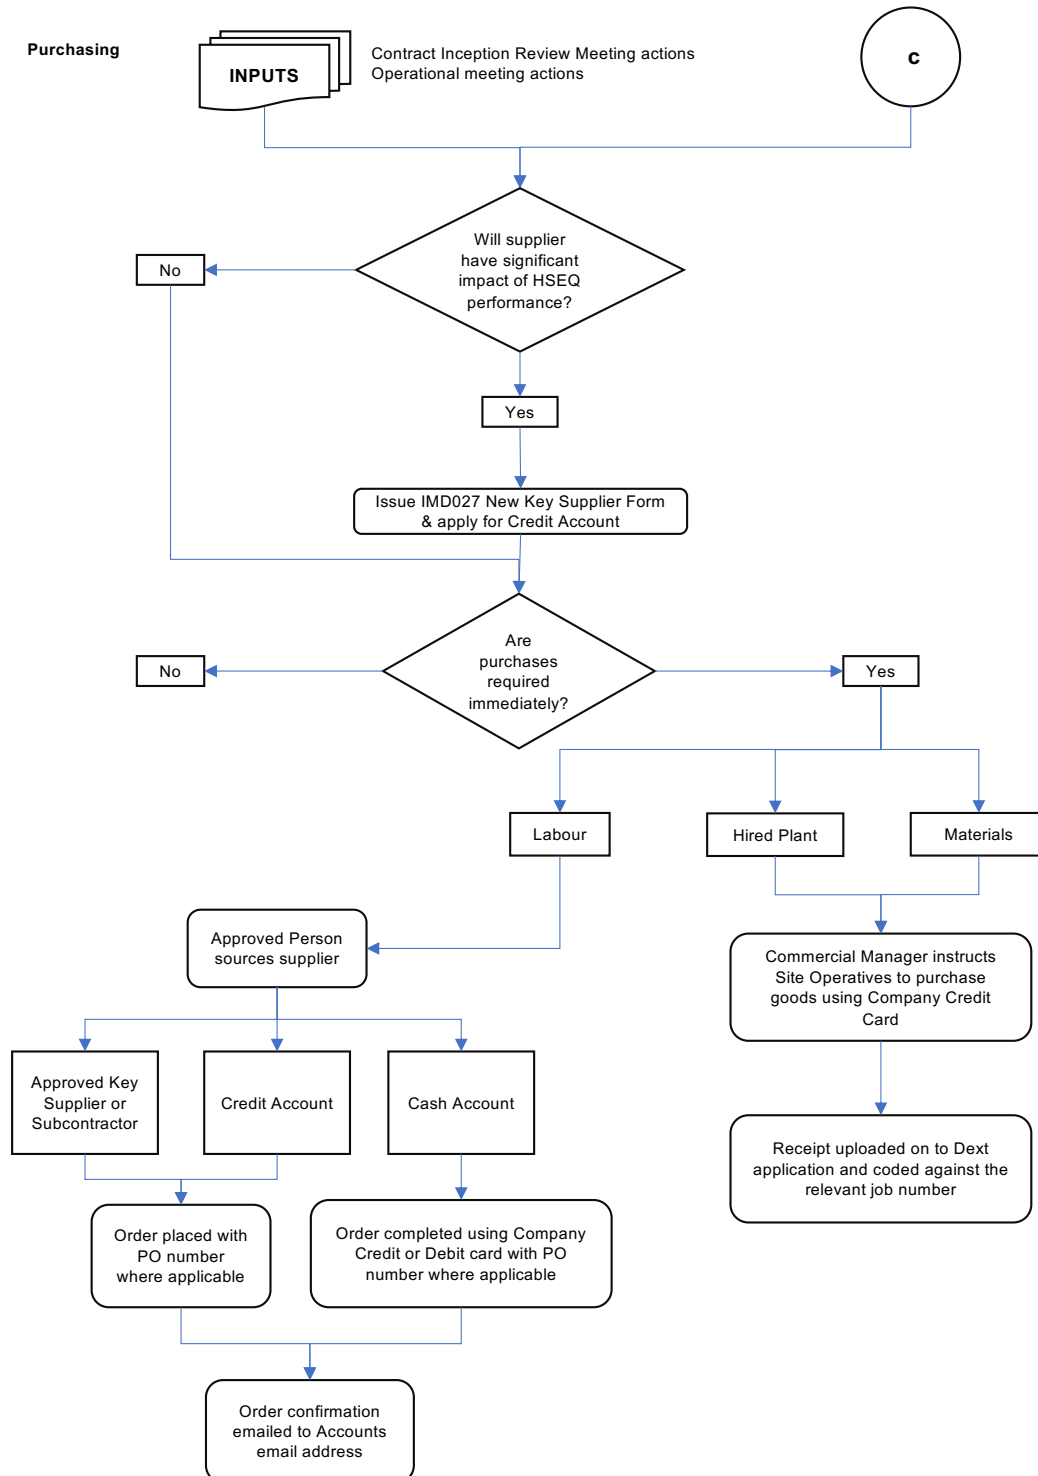 Purchasing
INPUTS
Contract Inception Review Meeting actions
Operational meeting actions
c
Will supplier
have significant
impact of HSEQ
performance?
No
Yes
Issue IMD027 New Key Supplier Form
& apply for Credit Account
Are
purchases
required
immediately?
No
Yes
Labour
Hired Plant
Materials
Approved Person
sources supplier
Commercial Manager instructs
Site Operatives to purchase
goods using Company Credit
Card
Approved Key
Supplier or
Subcontractor
Credit Account
Cash Account
Receipt uploaded on to Dext
application and coded against the
relevant job number
Order placed with
PO number
where applicable
Order completed using Company
Credit or Debit card with PO
number where applicable
Order confirmation
emailed to Accounts
email address